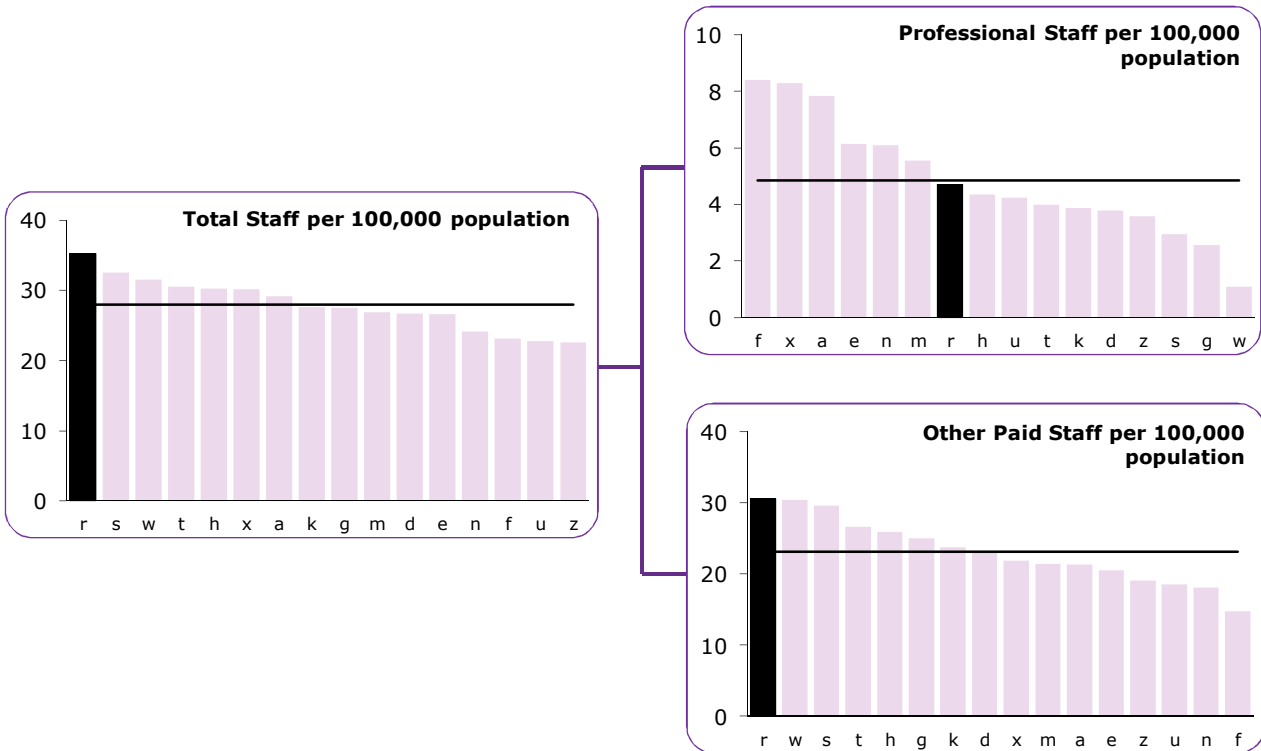 Total Staff per 100,000 population
40
30
20
10
0
r s w t h x a k g m d e n f u z
Professional Staff per 100,000
population
10
8
6
4
2
0
f x a e n m r h u t k d z s g w
Other Paid Staff per 100,000
population
40
30
20
10
0
r w s t h g k d x m a e z u n f